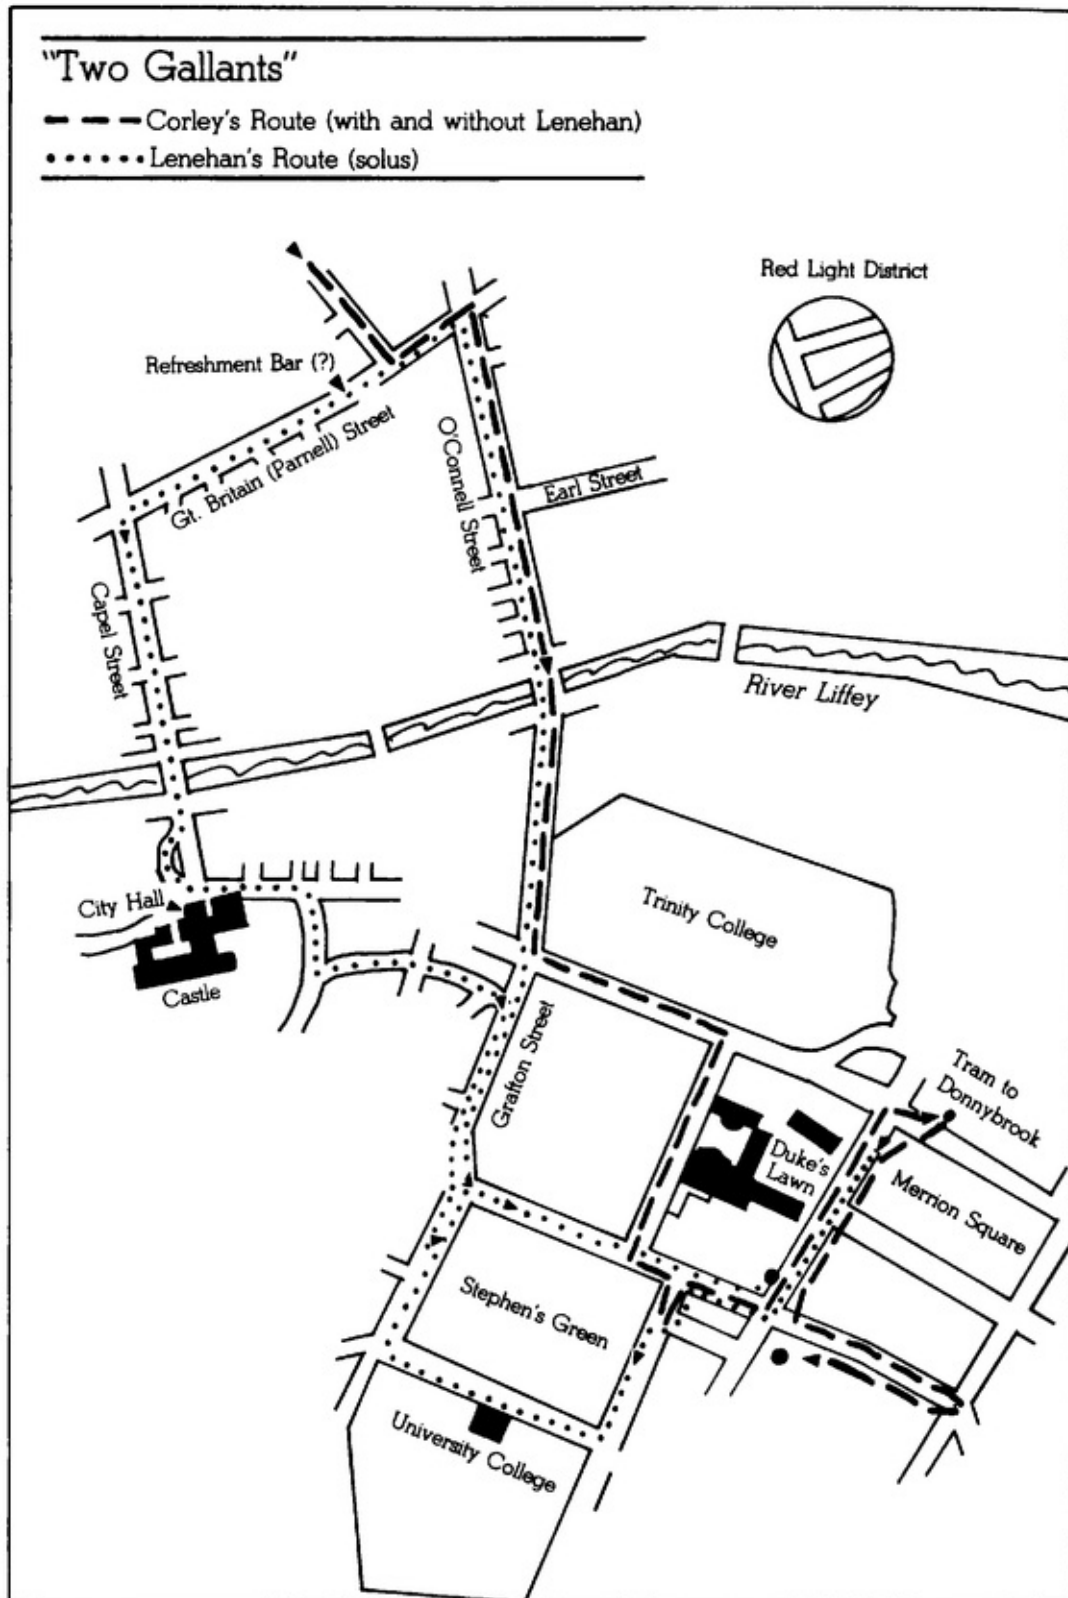 "Two Gallants"
Corley's Route (with and without Lenehan)
Lenehan's Route (solus)
Red Light District
Refreshment Bar (?)
Gt. Britain (Parnell) Street
O'Connell Street
Earl Street
Capel Street
River Liffey
Trinity College
City Hall
Castle
Grafton Street
Tram to
Donnybrook
Duke's
Lawn
Merrion Square
Stephen's Green
University College